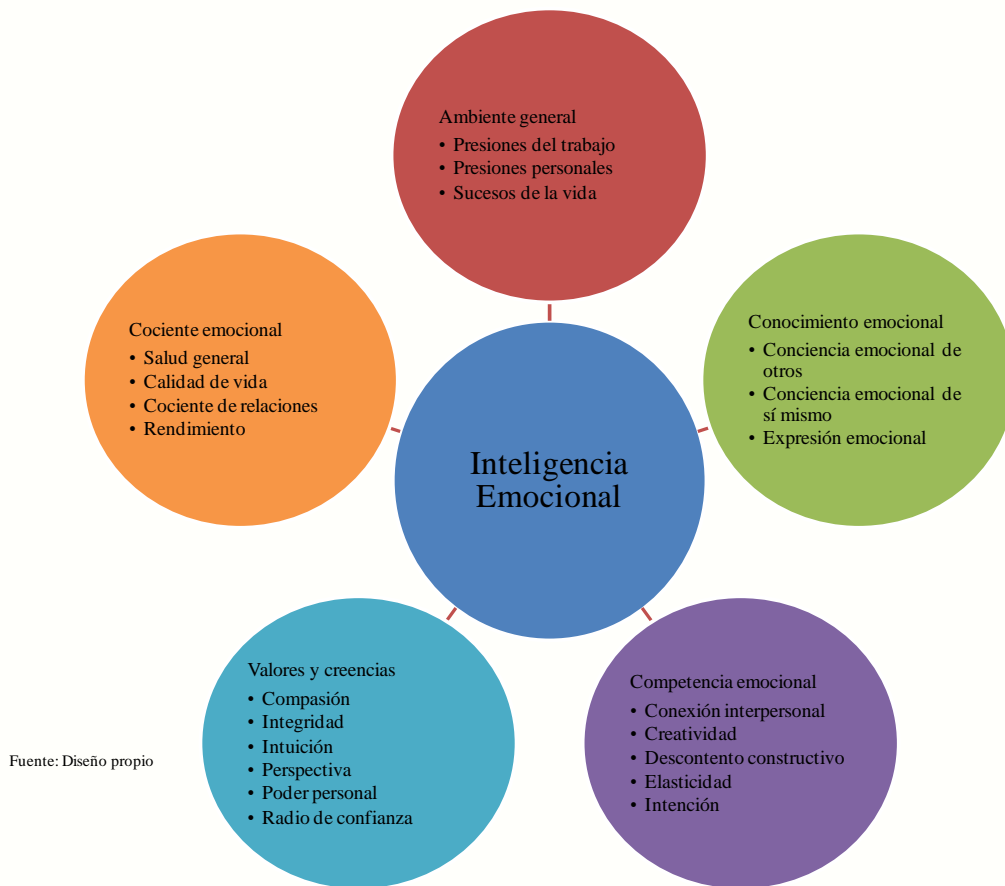 Ambiente general
• Presiones del trabajo
• Presiones personales
• Sucesos de la vida
Cociente emocional
• Salud general
• Calidad de vida
• Cociente de relaciones
• Rendimiento
Conocimiento emocional
• Conciencia emocional de
otros
• Conciencia emocional de
sí mismo
• Expresión emocional
Inteligencia
Emocional
Valores y creencias
• Compasión
• Integridad
• Intuición
• Perspectiva
• Poder personal
• Radio de confianza
Competencia emocional
• Conexión interpersonal
• Creatividad
• Descontento constructivo
• Elasticidad
• Intención
Fuente: Diseño propio